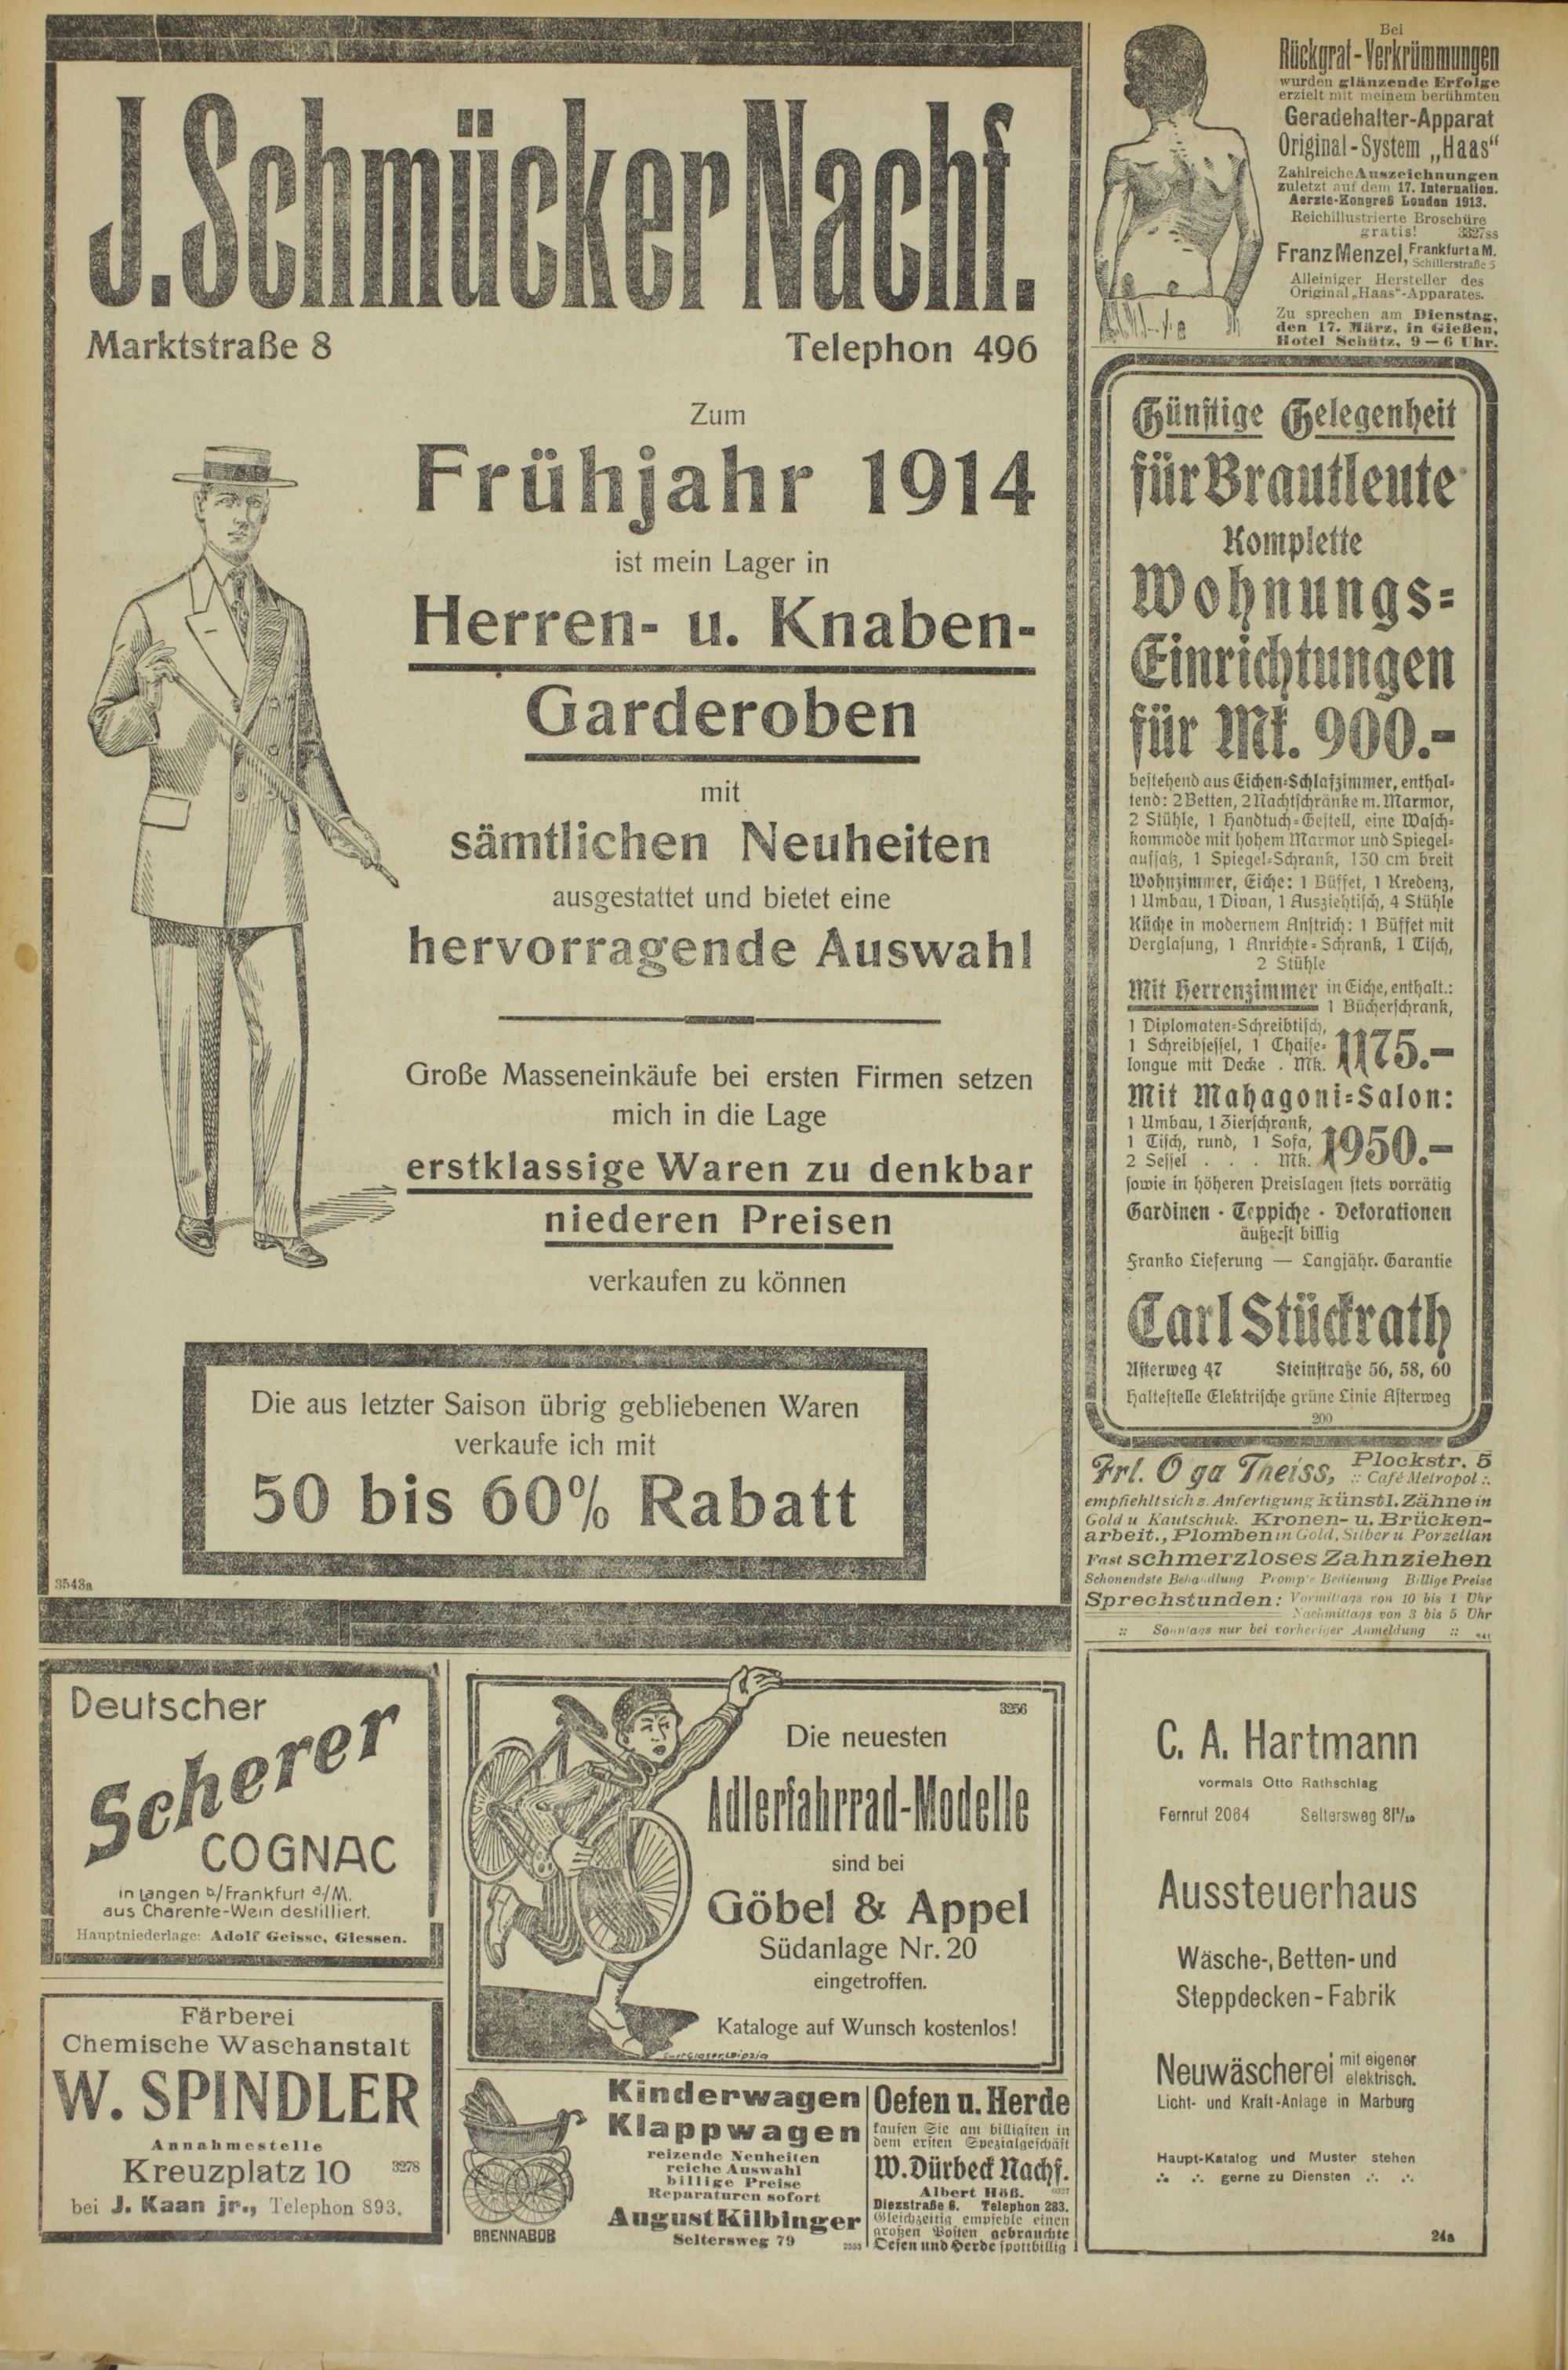 J. Schmücker Nachf.
Marktstraße 8
Telephon 496
Zum
Frühjahr 1914
ist mein Lager in
Herren- u. Knaben-
Garderoben
mit
sämtlichen Neuheiten
ausgestattet und bietet eine
hervorragende Auswahl
Große Masseneinkäufe bei ersten Firmen setzen
mich in die Lage
erstklassige Waren zu denkbar
niederen Preisen
verkaufen zu können
Die aus letzter Saison übrig gebliebenen Waren
verkaufe ich mit
50 bis 60% Rabatt
3543a
Bei
Rückgrat-Verkrümmungen
wurden glänzende Erfolge
erzielt mit meinem berühmten
Geradehalter-Apparat
Original-System „Haas“
Zahlreiche Auszeichnungen
zuletzt auf dem 17. Internation.
Aerzte-Kongreß London 1913.
Reichillustrierte Broschüre
gratis! 3327ss
Franz Menzel, Frankfurt a M.
Schillerstraße 5
Alleiniger Hersteller des
Original „Haas“-Apparates.
Zu sprechen am Dienstag,
den 17. März, in Gießen,
Hotel Schütz, 9—6 Uhr.
Günstige Gelegenheit
für Brautleute
Komplette
Wohnungs-
Einrichtungen
für Mk. 900.-
bestehend aus Eichen-Schlafzimmer, enthal-
tend: 2 Betten, 2 Nachtschränke m. Marmor,
2 Stühle, 1 Handtuch-Gestell, eine Wasch-
kommode mit hohem Marmor und Spiegel-
aufsatz, 1 Spiegel-Schrank, 130 cm breit
Wohnzimmer, Eiche: 1 Büffet, 1 Kredenz,
1 Umbau, 1 Divan, 1 Ausziehtisch, 4 Stühle
Küche in modernem Anstrich: 1 Büffet mit
Verglasung, 1 Anrichte-Schrank, 1 Tisch,
2 Stühle
Mit Herrenzimmer in Eiche, enthalt.:
1 Bücherschrank,
1 Diplomaten-Schreibtisch,
1 Schreibsessel, 1 Chaise-
longue mit Decke . Mk. 1175.-
Mit Mahagoni-Salon:
1 Umbau, 1 Zierschrank,
1 Tisch, rund, 1 Sofa,
2 Sessel . . . Mk. 1950.-
sowie in höheren Preislagen stets vorrätig
Gardinen · Teppiche · Dekorationen
äußerst billig
Franko Lieferung — Langjähr. Garantie
Carl Stückrath
Asterweg 47 Steinstraße 56, 58, 60
Haltestelle Elektrische grüne Linie Asterweg
200
Frl. O ga Theiss, Plockstr. 5
:: Café Metropol ::
empfiehlt sich z. Anfertigung künstl. Zähne in
Gold u Kautschuk. Kronen- u. Brücken-
arbeit., Plomben in Gold, Silber u Porzellan
Fast schmerzloses Zahnziehen
Schonendste Behandlung Prompte Bedienung Billige Preise
Sprechstunden: Vormittags von 10 bis 1 Uhr
Nachmittags von 3 bis 5 Uhr
:: Sonntags nur bei vorheriger Anmeldung ::
Deutscher
Scherer
COGNAC
in Langen b/Frankfurt a/M.
aus Charente-Wein destilliert.
Hauptniederlage: Adolf Geisse, Giessen.
Färberei
Chemische Waschanstalt
W. SPINDLER
Annahmestelle
Kreuzplatz 10 3278
bei J. Kaan jr., Telephon 893.
3256
Die neuesten
Adlerfahrrad-Modelle
sind bei
Göbel & Appel
Südanlage Nr. 20
eingetroffen.
Kataloge auf Wunsch kostenlos!
BRENNABOR
Kinderwagen
Klappwagen
reizende Neuheiten
reiche Auswahl
billige Preise
Reparaturen sofort
August Kilbinger
Seltersweg 79
Oefen u. Herde
kaufen Sie am billigsten in
dem ersten Spezialgeschäft
W. Dürbeck Nachf.
Albert Höß.
Diezstraße 6. Telephon 283.
Gleichzeitig empfehle einen
großen Posten gebrauchte
Oefen und Herde spottbillig
C. A. Hartmann
vormals Otto Rathschlag
Fernruf 2064 Seltersweg 81 1/10
Aussteuerhaus
Wäsche-, Betten- und
Steppdecken-Fabrik
Neuwäscherei mit eigener
elektrisch.
Licht- und Kraft-Anlage in Marburg
Haupt-Katalog und Muster stehen
∴ ∴ gerne zu Diensten ∴ ∴
24a